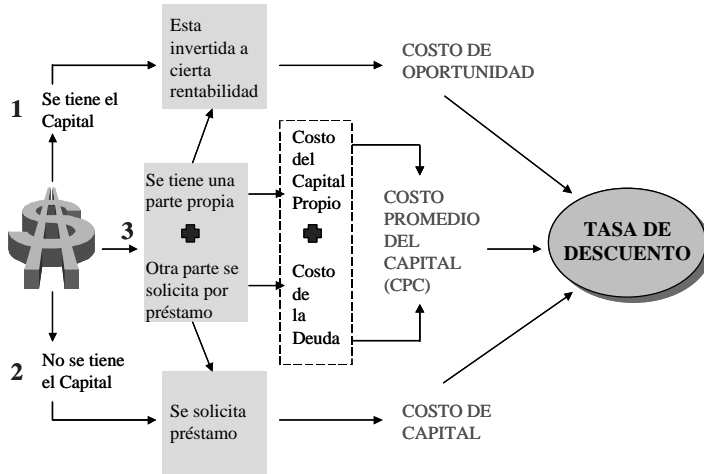 Esta
invertida a
cierta
rentabilidad
COSTO DE
OPORTUNIDAD
1
Se tiene el
Capital
3
Se tiene una
parte propia
Otra parte se
solicita por
préstamo
Costo
del
Capital
Propio
Costo
de
la
Deuda
COSTO
PROMEDIO
DEL
CAPITAL
(CPC)
TASA DE
DESCUENTO
2
No se tiene
el Capital
Se solicita
préstamo
COSTO DE
CAPITAL